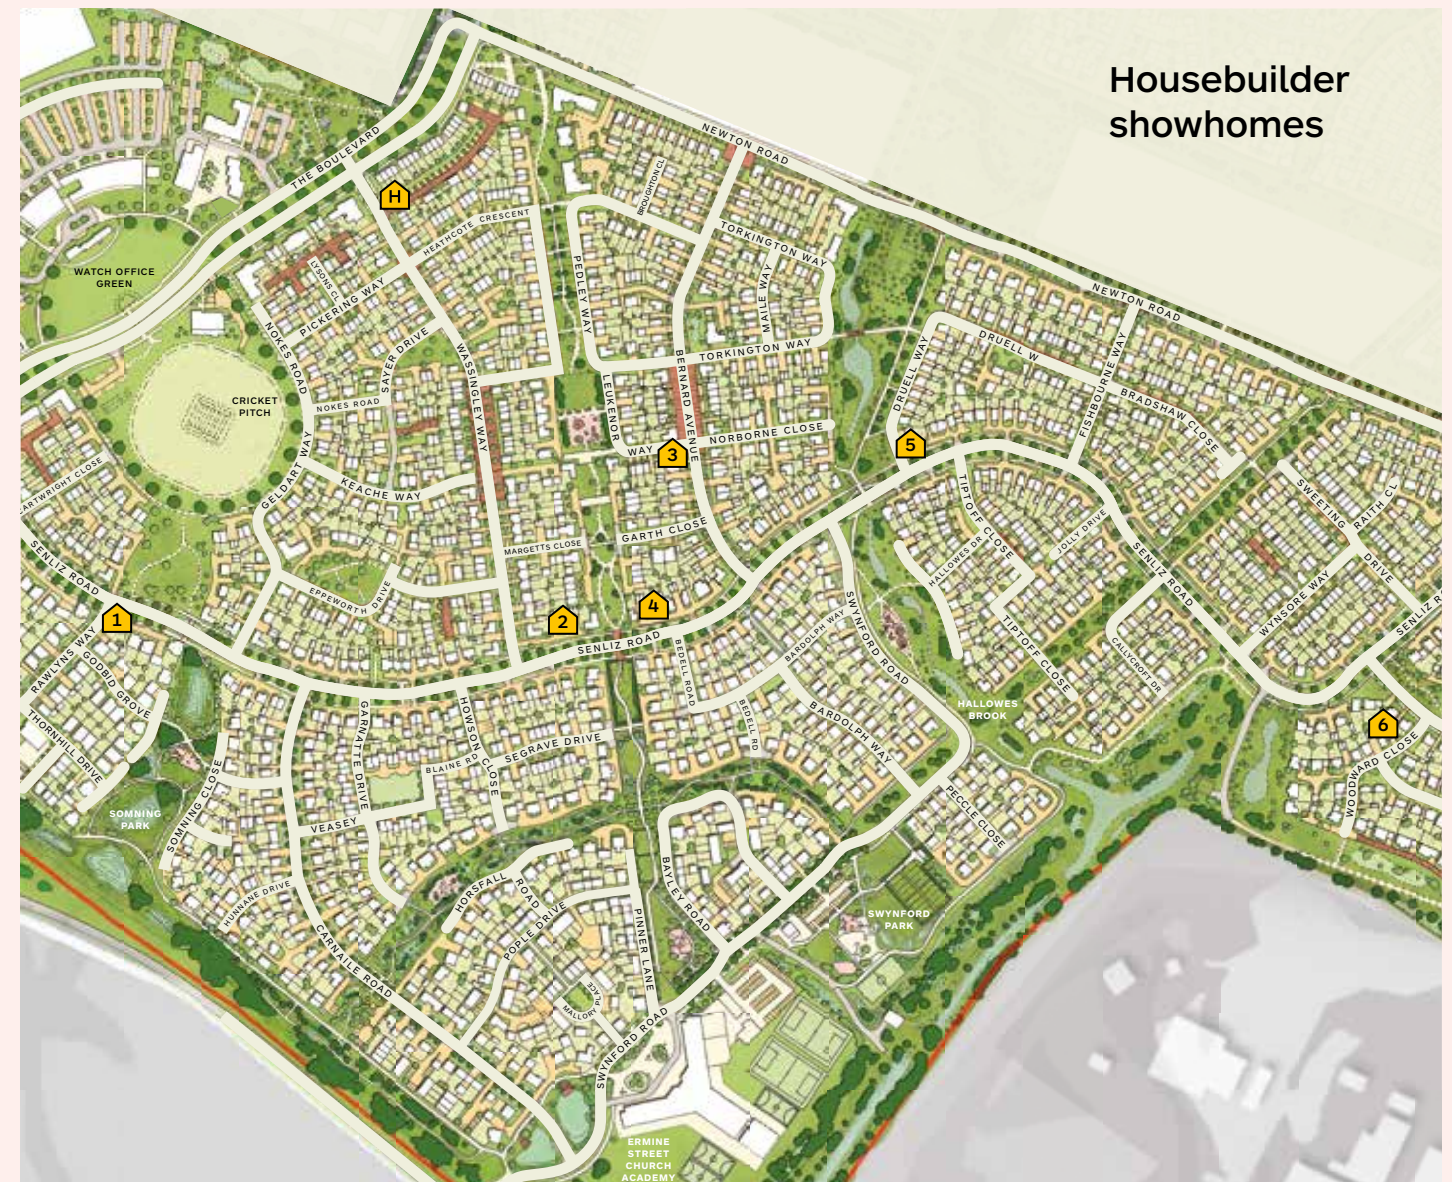 Housebuilder
showhomes
NEWTON ROAD
THE BOULEVARD
BROUGHTON CL
H
HEATHCOTE CRESCENT
TORKINGTON WAY
WATCH OFFICE
GREEN
LYSONS CL
PICKERING WAY
PEDLEY WAY
MAILE WAY
NEWTON ROAD
NOKES ROAD
SAYER DRIVE
WASSINGLEY WAY
TORKINGTON WAY
DRUELL W
DRUELL WAY
FISHBOURNE WAY
BERNARD AVENUE
LEUKENOR
WAY
BRADSHAW CLOSE
CRICKET
PITCH
NOKES ROAD
NORBORNE CLOSE
3
5
GELDART WAY
KEACHE WAY
CARTWRIGHT CLOSE
TIPTOFF CLOSE
SWEETING
DRIVE
RAITH CL
GARTH CLOSE
MARGETTS CLOSE
JOLLY DRIVE
HALLOWES DR
SENLIZ ROAD
SENLIZ ROAD
WYNSORE WAY
EPPEWORTH DRIVE
1
2
4
SENLIZ ROAD
SENLIZ R
SWYNFORD ROAD
BARDOLPH WAY
TIPTOFF CLOSE
CALLYCROFT DR
RAWLYNS WAY
GODBID GROVE
BEDELL ROAD
HALLOWES
BROOK
6
THORNHILL DRIVE
GARNATTE DRIVE
HOWSON CLOSE
SEGRAVE DRIVE
BLAINE RD
BEDELL RD
BARDOLPH WAY
WOODWARD CLOSE
SOMNING
PARK
SOMNING CLOSE
VEASEY
PECCLE CLOSE
HUNNANE DRIVE
HORSFALL
ROAD
POPLE DRIVE
BAYLEY ROAD
PINNER LANE
SWYNFORD
PARK
CARNAILE ROAD
MALLORY PLACE
SWYNFORD ROAD
ERMINE
STREET
CHURCH
ACADEMY